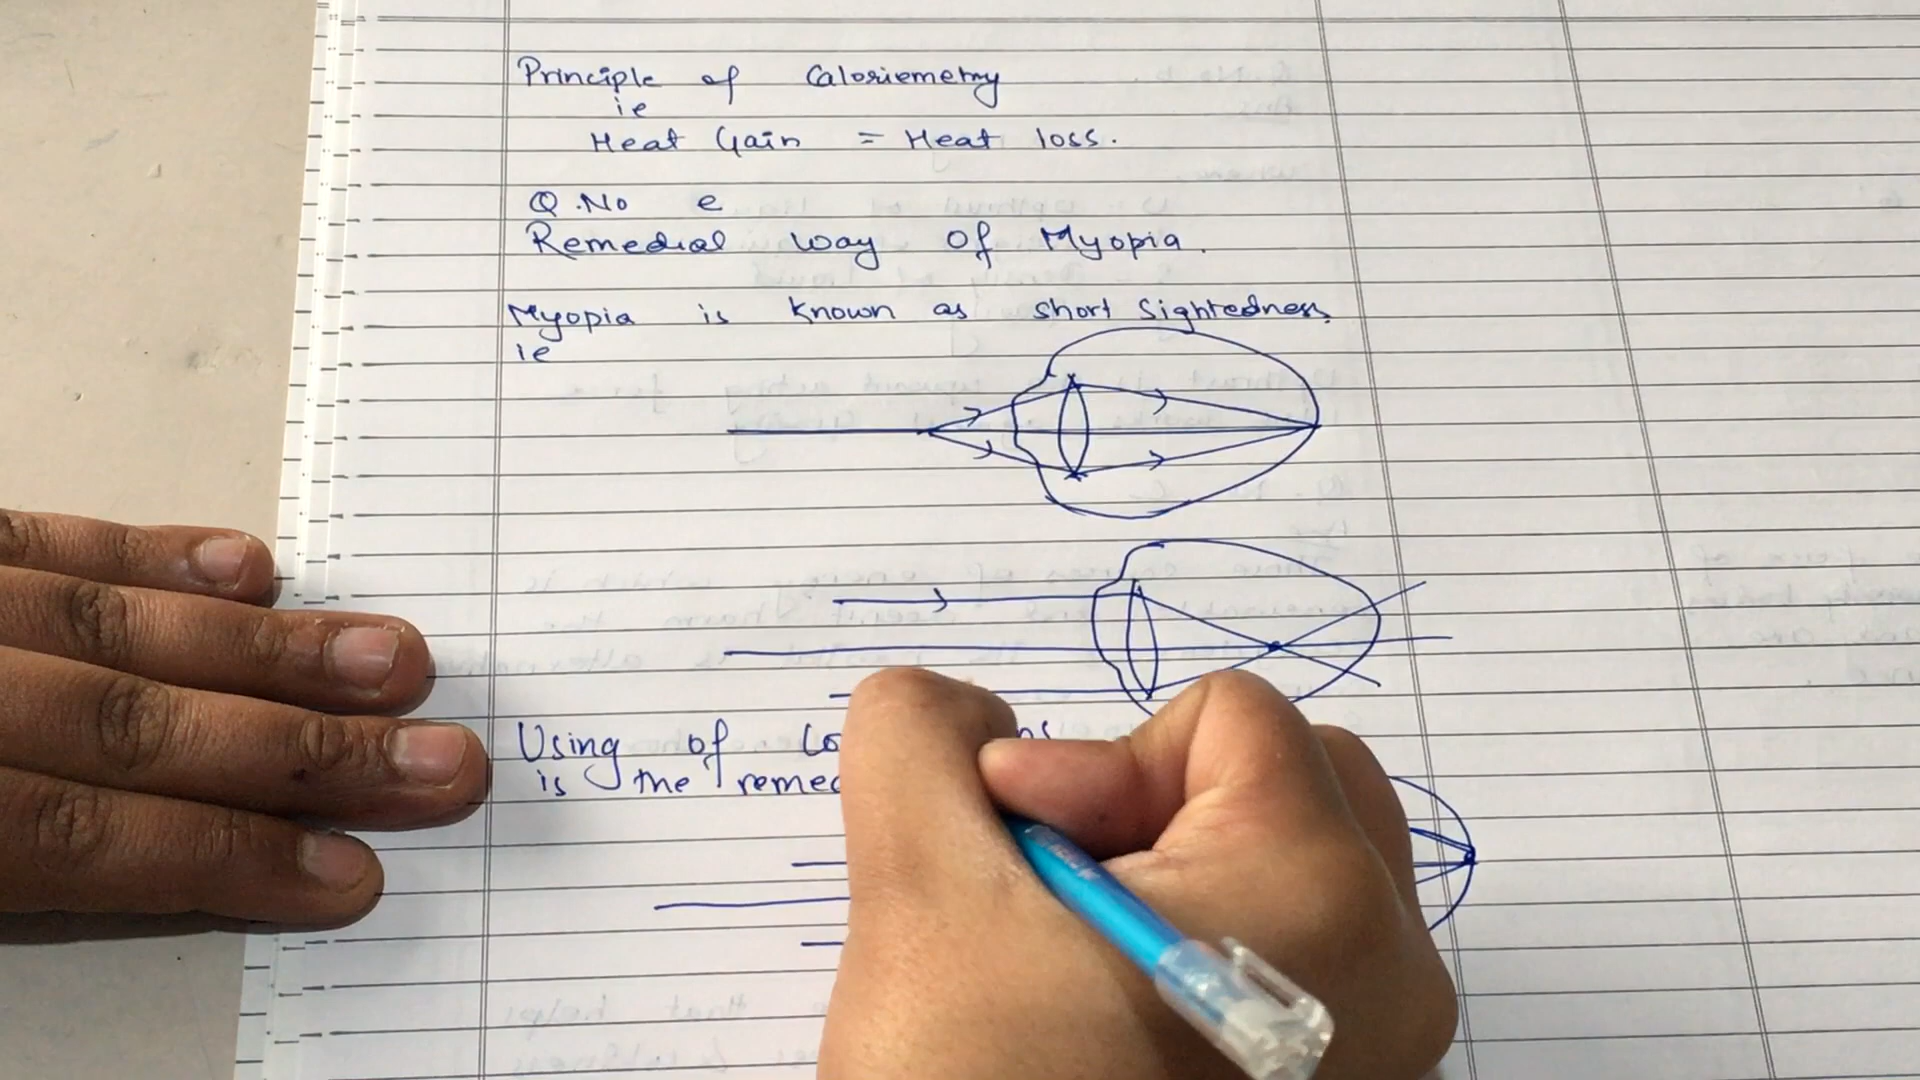 Principle of Caloriemetry
ie
Heat Gain = Heat loss.
Q.No e
Remedial way of Myopia.
Myopia is known as short Sightedness.
ie
Using of
is the